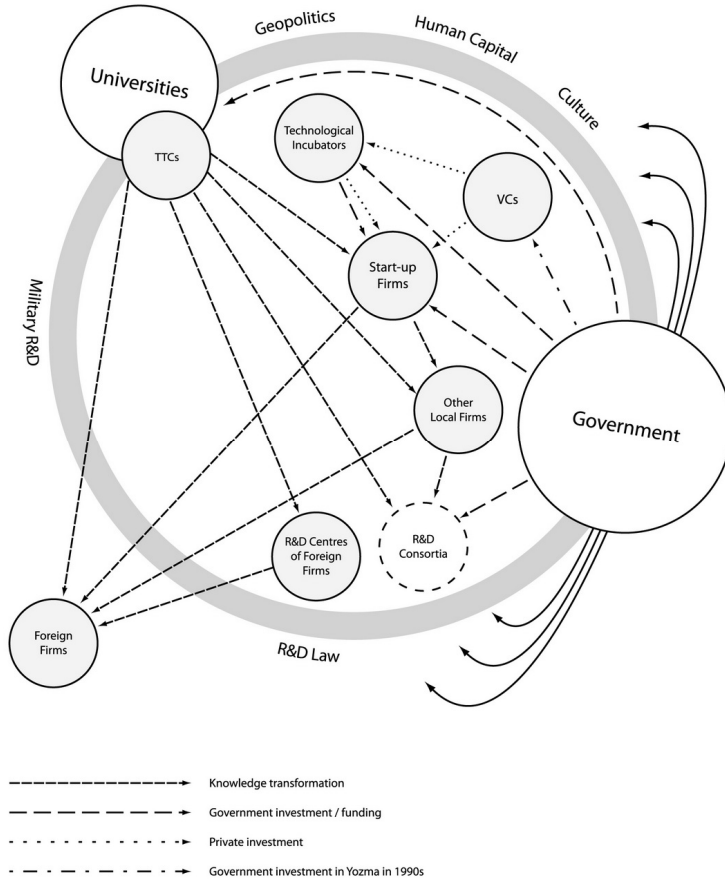 Geopolitics
Human Capital
Culture
Universities
TTCs
Technological
Incubators
VCs
Start-up
Firms
Military R&D
Other
Local Firms
Government
R&D Centres
of Foreign
Firms
R&D
Consortia
Foreign
Firms
R&D Law
Knowledge transformation
Government investment / funding
Private investment
Government investment in Yozma in 1990s